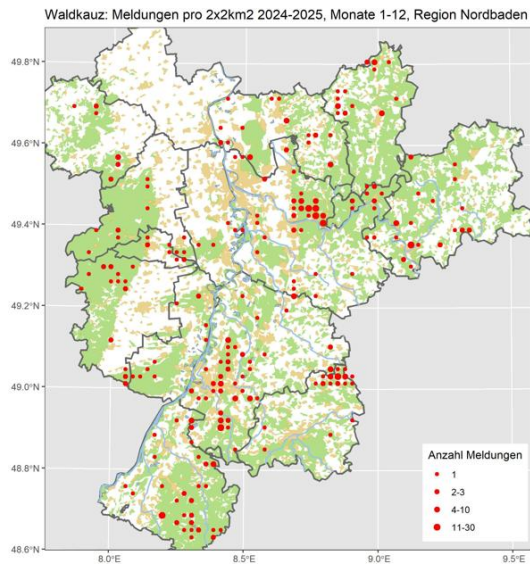 Waldkauz: Meldungen pro 2x2km2 2024-2025, Monate 1-12, Region Nordbaden
49.8°N
49.6°N
49.4°N
49.2°N
49.0°N
48.8°N
48.6°N
Anzahl Meldungen
1
2-3
4-10
11-30
8.0°E
8.5°E
9.0°E
9.5°E